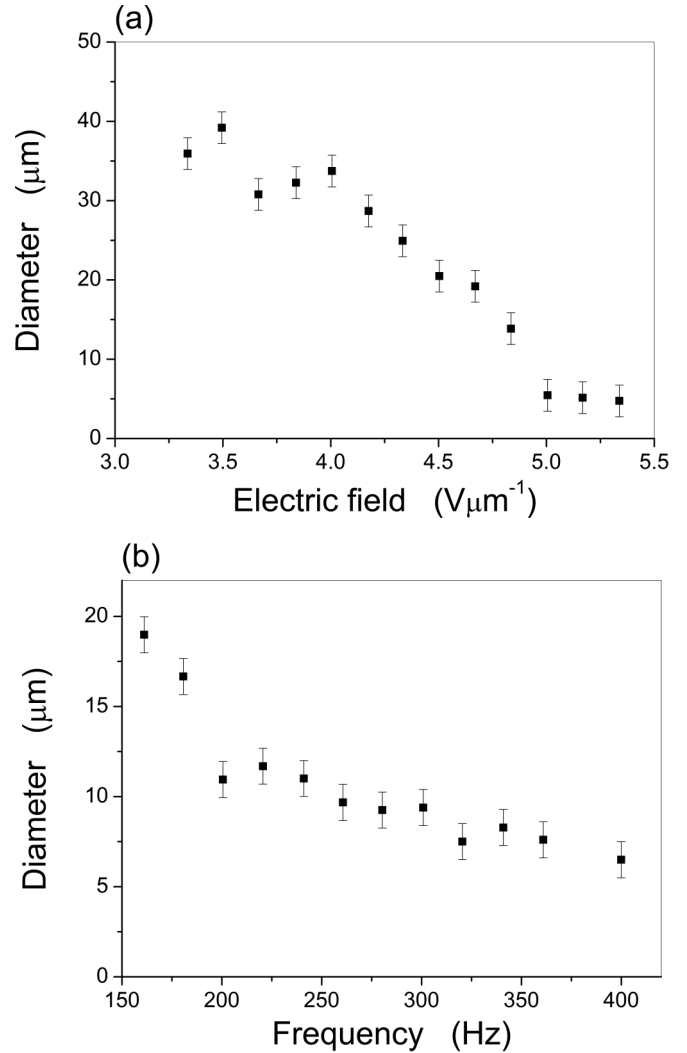 (a)
50
40
30
20
10
0
Diameter (μm)
3.0 3.5 4.0 4.5 5.0 5.5
Electric field (Vμm⁻¹)
(b)
20
15
10
5
0
Diameter (μm)
150 200 250 300 350 400
Frequency (Hz)